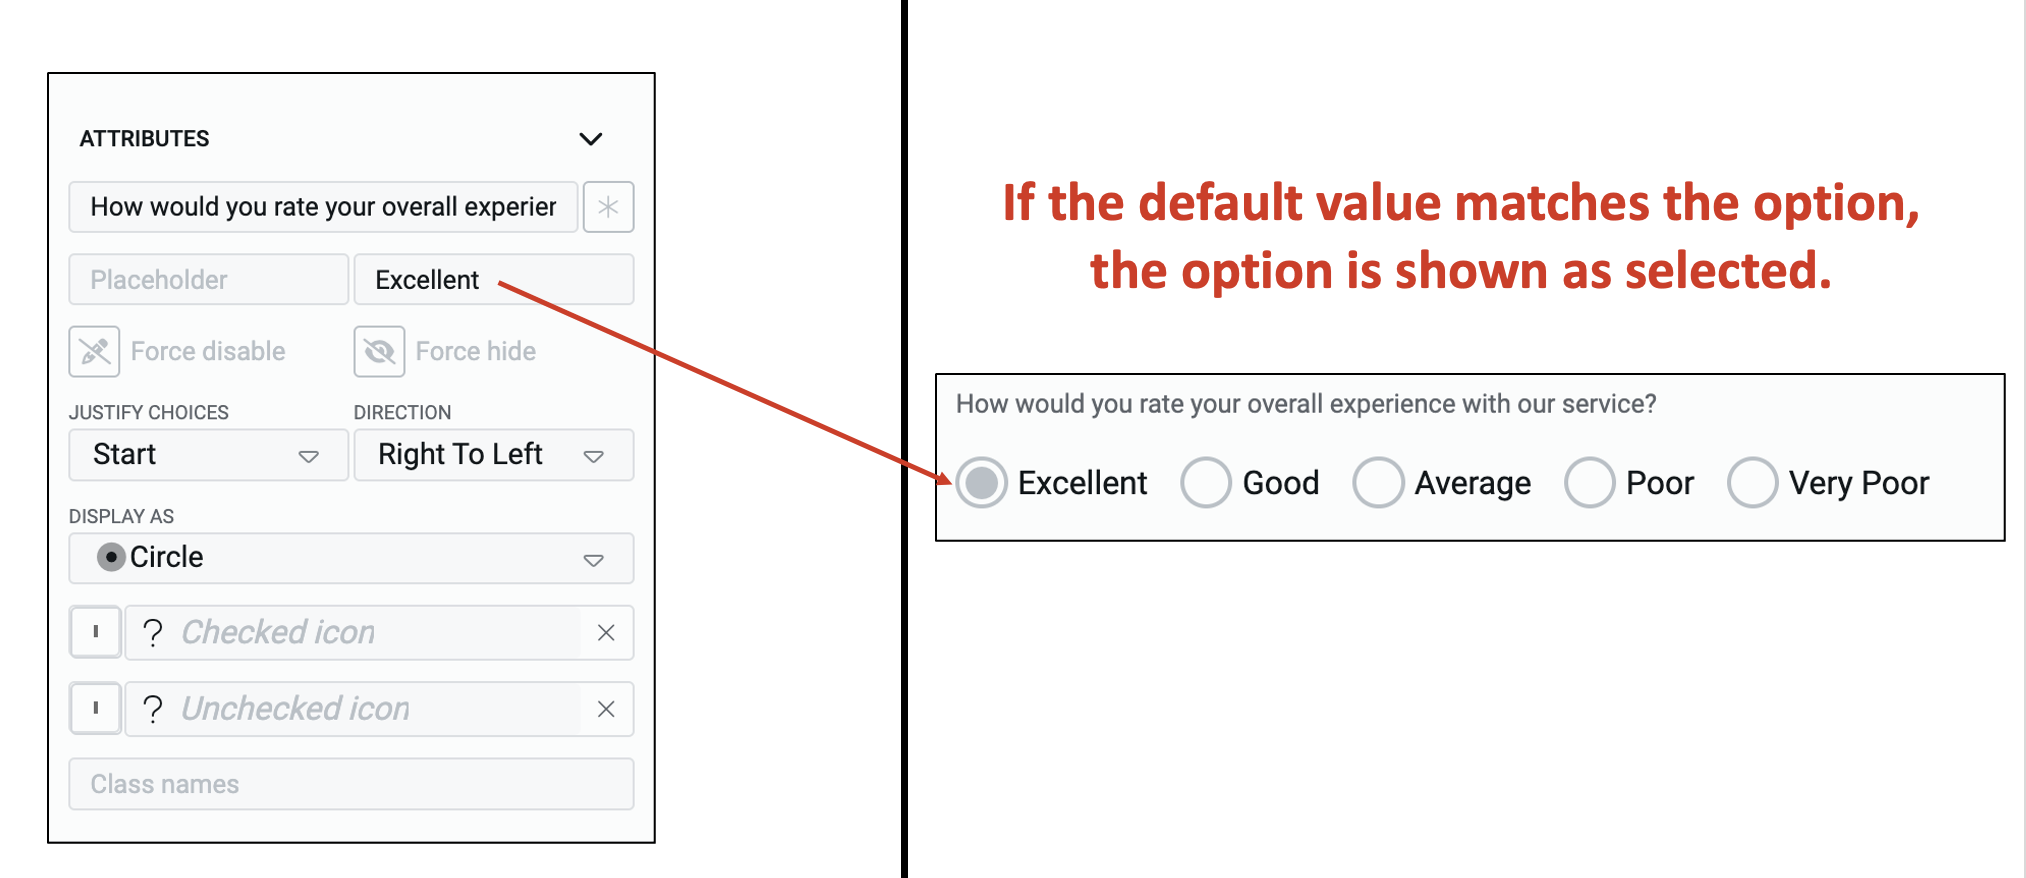 ATTRIBUTES
How would you rate your overall experier
Placeholder
Excellent
Force disable
Force hide
JUSTIFY CHOICES
DIRECTION
Start
Right To Left
DISPLAY AS
Circle
? Checked icon
? Unchecked icon
Class names
If the default value matches the option,
the option is shown as selected.
How would you rate your overall experience with our service?
Excellent Good Average Poor Very Poor